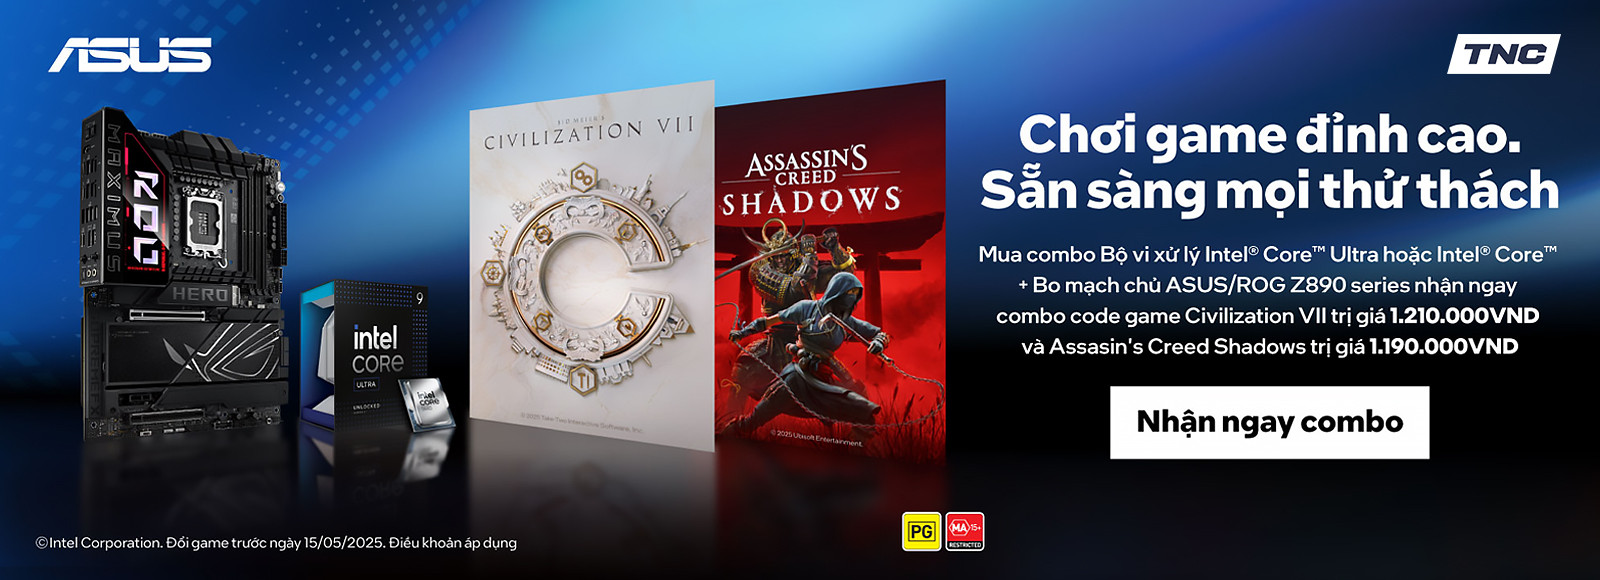 ASUS
TNC
MAXIMUS
HERO
intel
CORE
ULTRA
UNLOCKED
9
intel
CORE
SID MEIER'S
CIVILIZATION VII
© 2025 Take-Two Interactive Software, Inc.
ASSASSIN'S
CREED
SHADOWS
© 2025 Ubisoft Entertainment.
Chơi game đỉnh cao.
Sẵn sàng mọi thử thách
Mua combo Bộ vi xử lý Intel® Core™ Ultra hoặc Intel® Core™
+ Bo mạch chủ ASUS/ROG Z890 series nhận ngay
combo code game Civilization VII trị giá 1.210.000VND
và Assasin's Creed Shadows trị giá 1.190.000VND
Nhận ngay combo
PG
MA 15+
RESTRICTED
©Intel Corporation. Đổi game trước ngày 15/05/2025. Điều khoản áp dụng